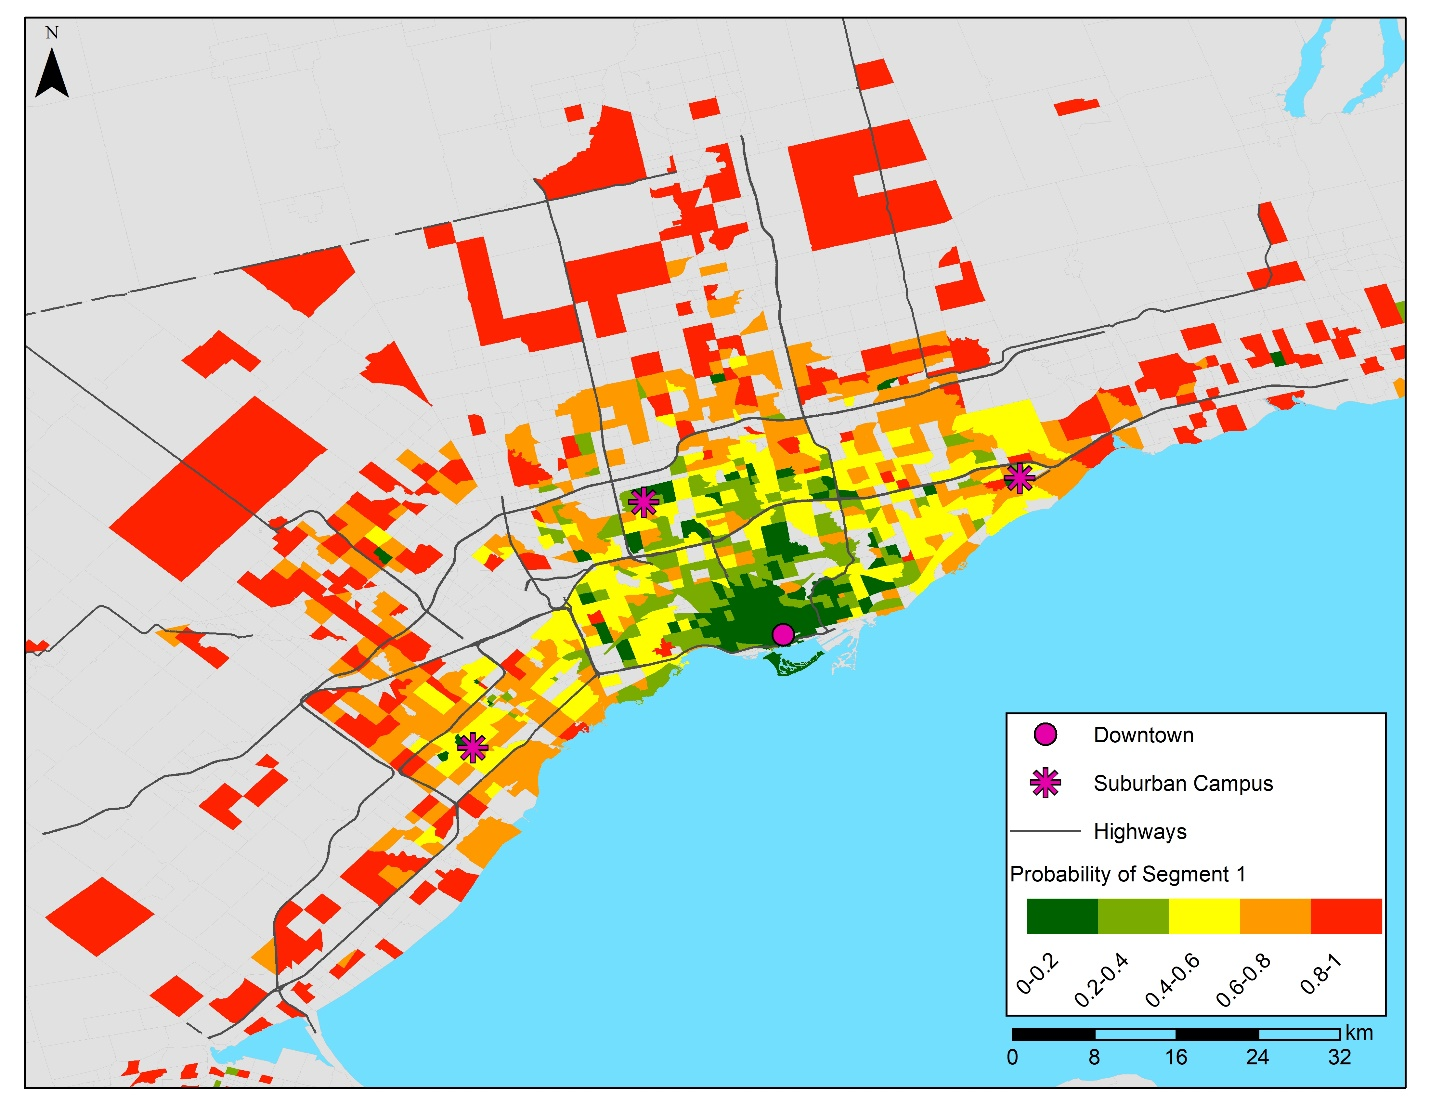 N
Downtown
Suburban Campus
Highways
Probability of Segment 1
0-0.2 0.2-0.4 0.4-0.6 0.6-0.8 0.8-1
km
0 8 16 24 32